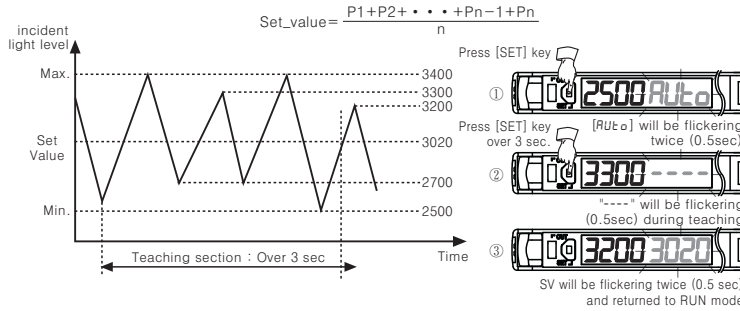 Set_value= P1+P2+ • • • +Pn-1+Pn
n
incident
light level
Max.
Set
Value
Min.
3400
3300
3200
3020
2700
2500
Teaching section : Over 3 sec
Time
Press [SET] key
①
2500 Auto
[Auto] will be flickering
twice (0.5sec)
Press [SET] key
over 3 sec.
②
3300 ----
"----" will be flickering
(0.5sec) during teaching
③
3200 3020
SV will be flickering twice (0.5 sec)
and returned to RUN mode